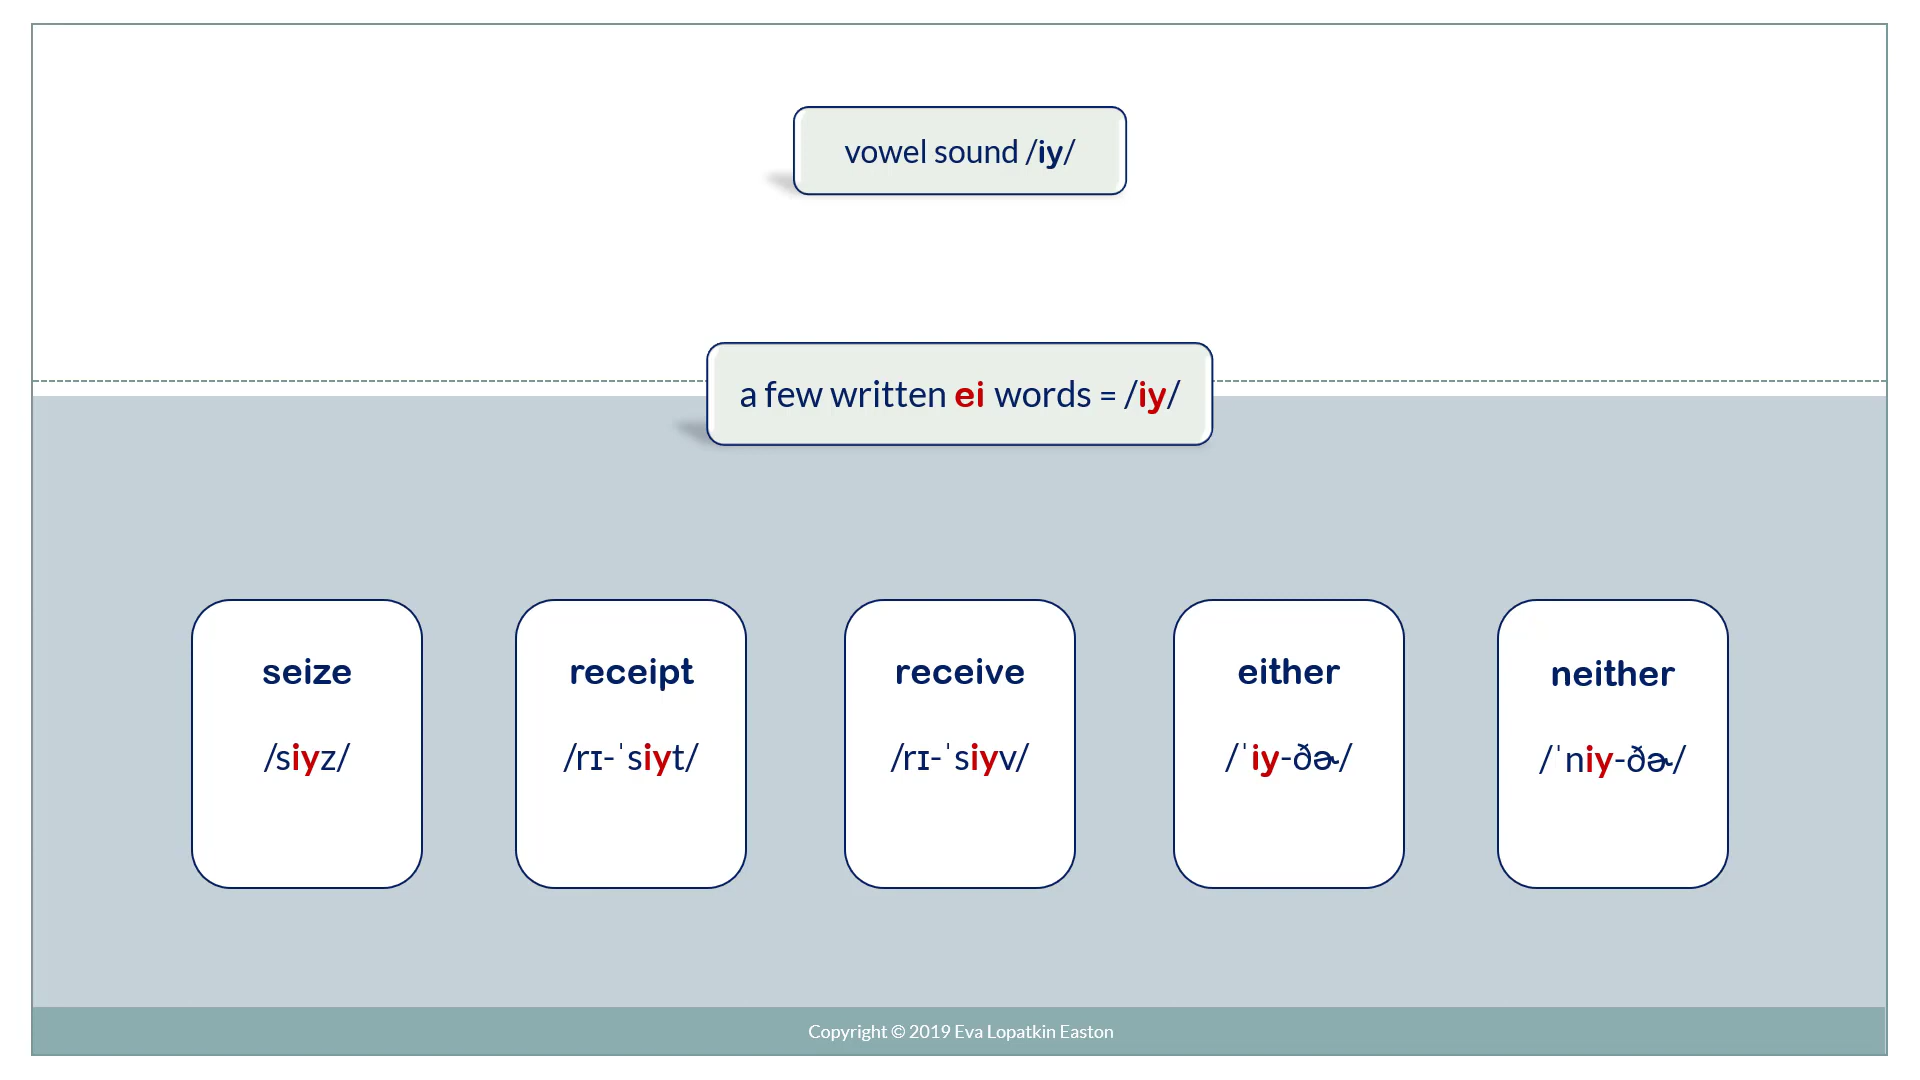 vowel sound /iy/
a few written ei words = /iy/
seize
/siyz/
receipt
/rɪ-ˈsiyt/
receive
/rɪ-ˈsiyv/
either
/ˈiy-ðɚ/
neither
/ˈniy-ðɚ/
Copyright © 2019 Eva Lopatkin Easton